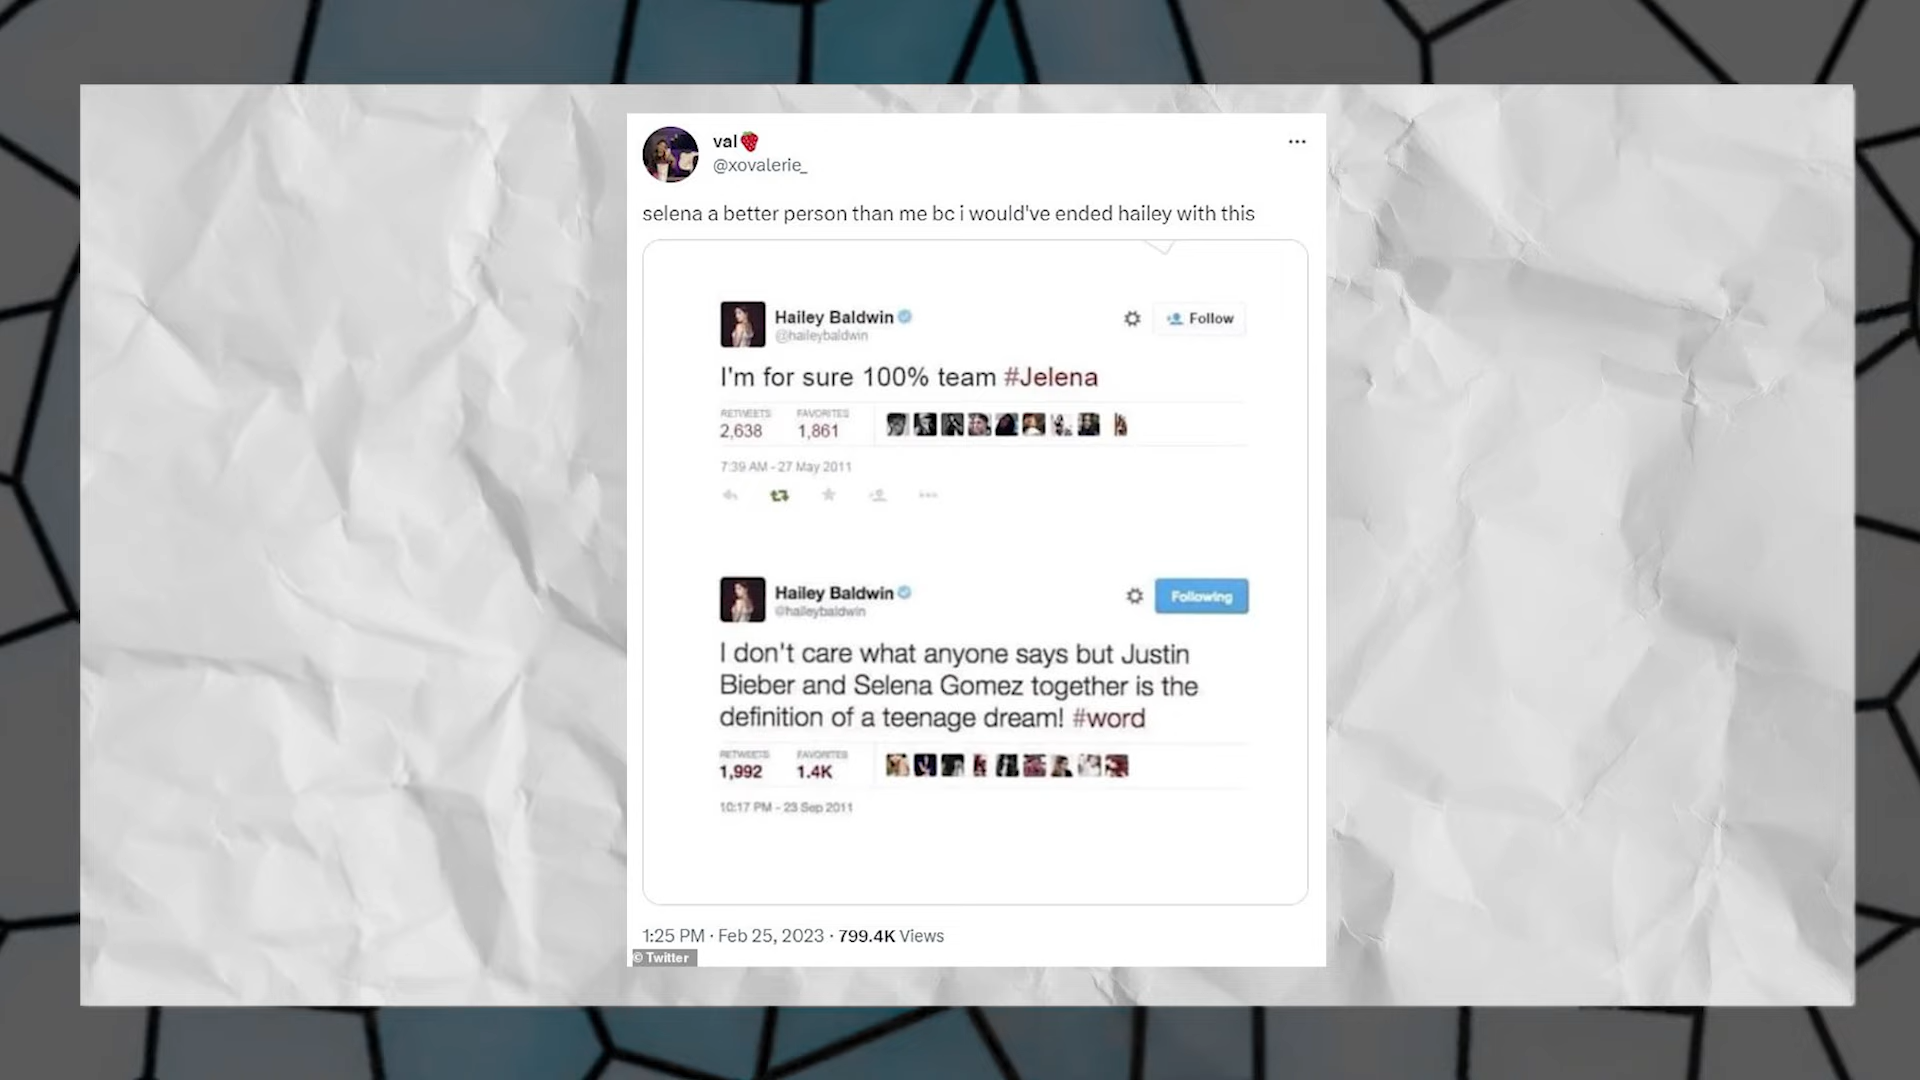 val🍓
@xovalerie_
selena a better person than me bc i would've ended hailey with this
Hailey Baldwin
@haileybaldwin
Follow
I'm for sure 100% team #Jelena
RETWEETS FAVORITES
2,638 1,861
7:39 AM - 27 May 2011
Hailey Baldwin
@haileybaldwin
Following
I don't care what anyone says but Justin
Bieber and Selena Gomez together is the
definition of a teenage dream! #word
RETWEETS FAVORITES
1,992 1.4K
10:17 PM - 23 Sep 2011
1:25 PM · Feb 25, 2023 · 799.4K Views
© Twitter